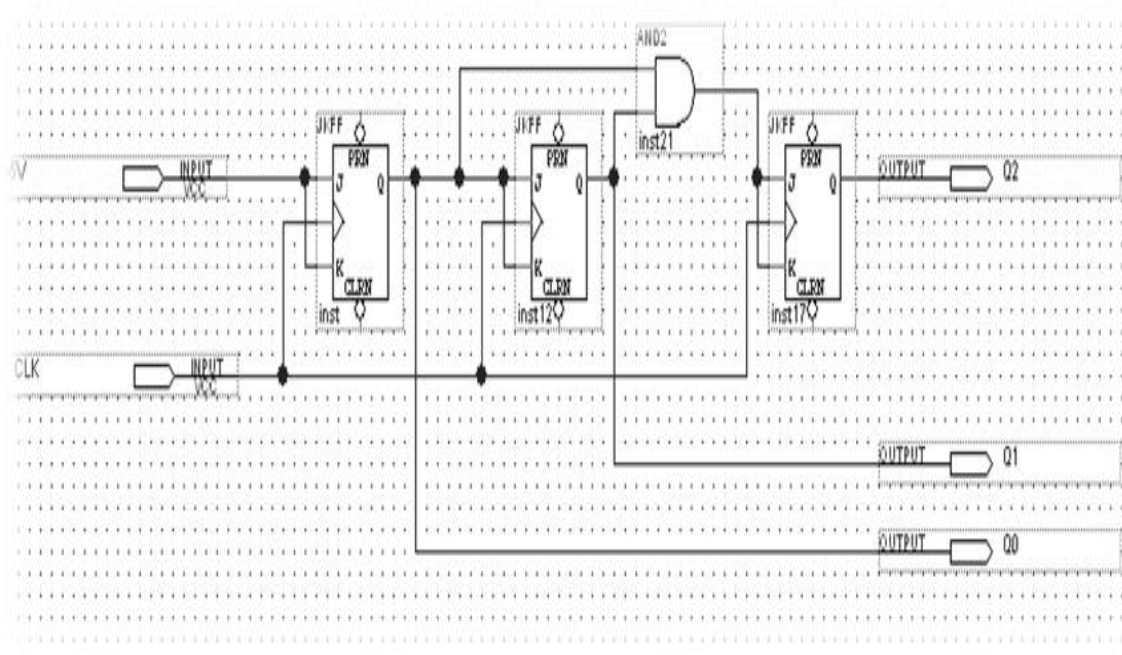 AND2
inst21
JKFF
PRN
J Q
K
CLRN
inst
JKFF
PRN
J Q
K
CLRN
inst12
JKFF
PRN
J Q
K
CLRN
inst17
INPUT
VCC
OUTPUT Q2
CLK INPUT
VCC
OUTPUT Q1
OUTPUT Q0